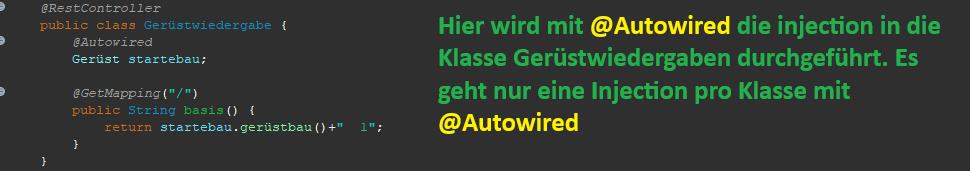 @RestController
public class Gerüstwiedergabe {
@Autowired
Gerüst startebau;
@GetMapping("/")
public String basis() {
return startebau.gerüstbau()+"  1";
}
}
Hier wird mit @Autowired die injection in die
Klasse Gerüstwiedergaben durchgeführt. Es
geht nur eine Injection pro Klasse mit
@Autowired